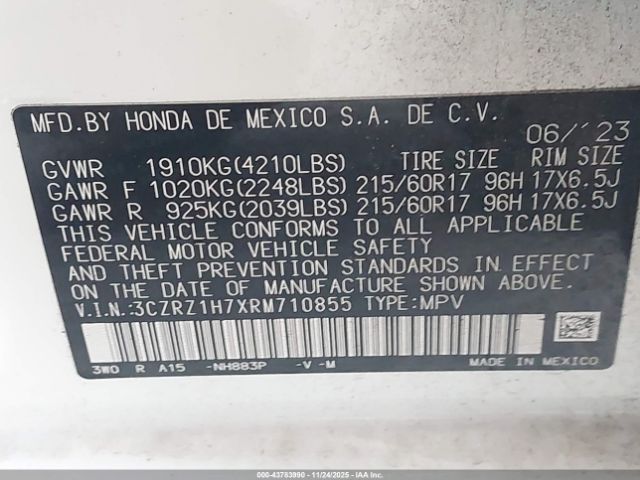 MFD.BY HONDA DE MEXICO S.A. DE C.V. 06/'23
GVWR 1910KG(4210LBS) TIRE SIZE RIM SIZE
GAWR F 1020KG(2248LBS) 215/60R17 96H 17X6.5J
GAWR R 925KG(2039LBS) 215/60R17 96H 17X6.5J
THIS VEHICLE CONFORMS TO ALL APPLICABLE
FEDERAL MOTOR VEHICLE SAFETY
AND THEFT PREVENTION STANDARDS IN EFFECT
ON THE DATE OF MANUFACTURE SHOWN ABOVE.
V.I.N:3CZRZ1H7XRM710855 TYPE:MPV
3W0 R A15 -NH883P -V -M MADE IN MEXICO
000-43783990 - 11/24/2025 - IAAI.COM